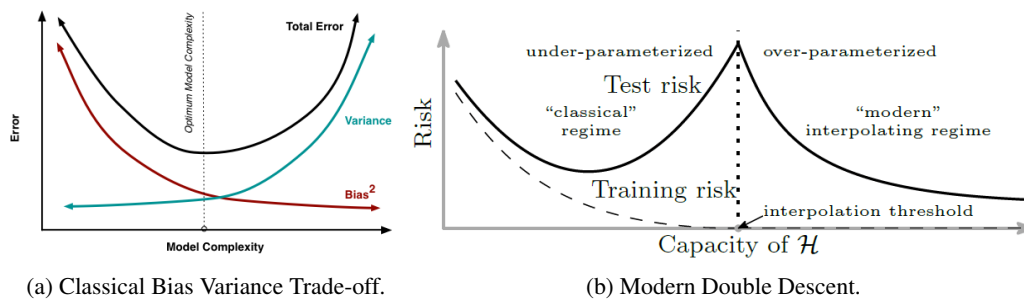 Error
Optimum Model Complexity
Total Error
Variance
Bias2
Model Complexity
(a) Classical Bias Variance Trade-off.
Risk
under-parameterized
over-parameterized
Test risk
“classical”
regime
“modern”
interpolating regime
Training risk
interpolation threshold
Capacity of H
(b) Modern Double Descent.